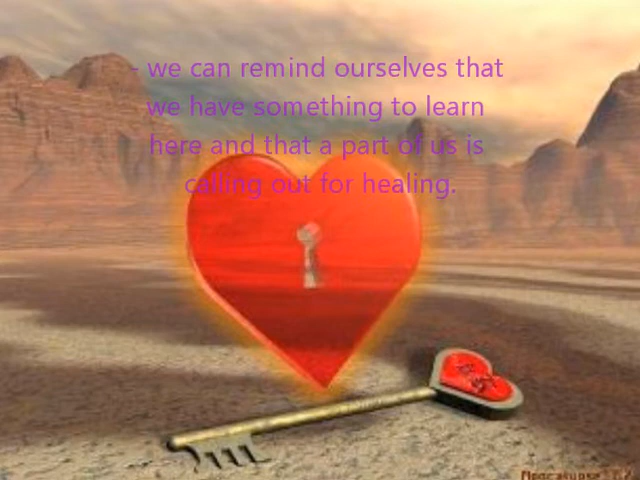 - we can remind ourselves that
we have something to learn
here and that a part of us is
calling out for healing.